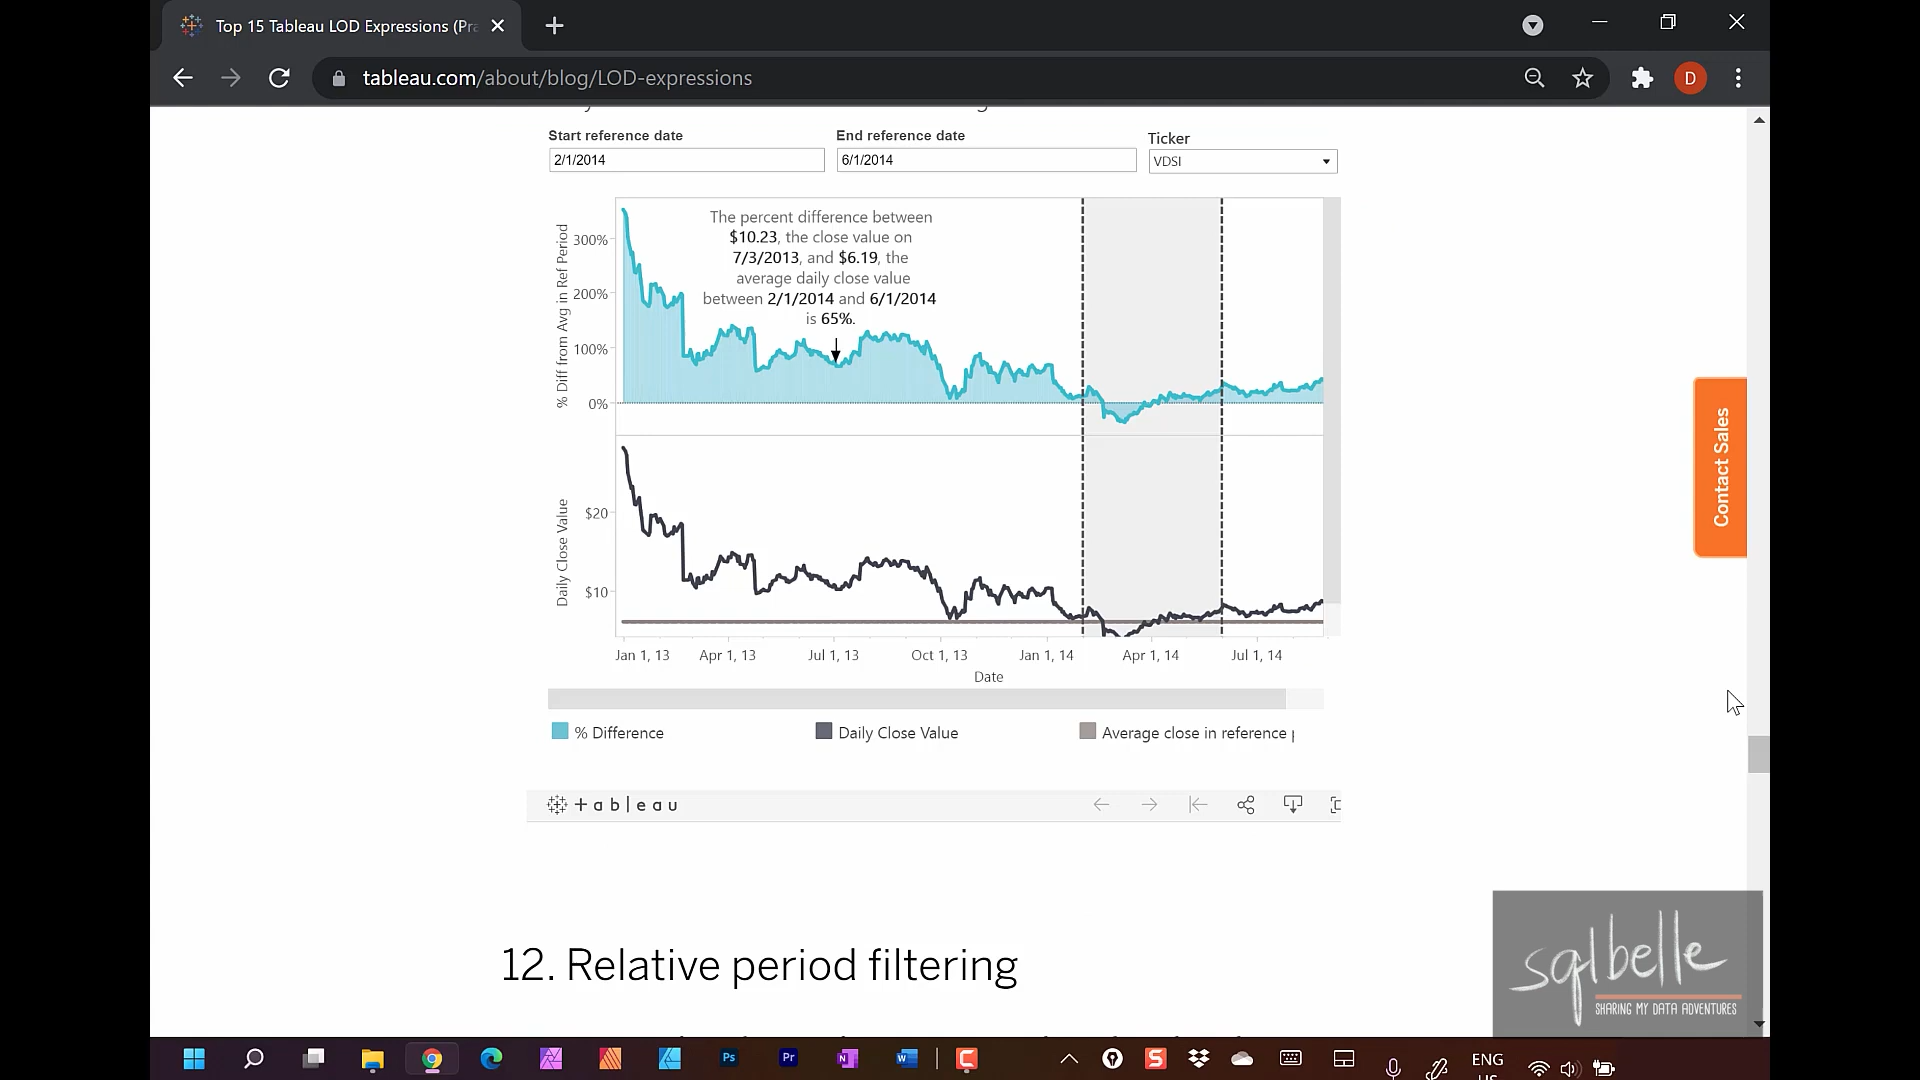 Top 15 Tableau LOD Expressions (Pra
tableau.com/about/blog/LOD-expressions
D
Start reference date
End reference date
Ticker
2/1/2014
6/1/2014
VDSI
The percent difference between
$10.23, the close value on
7/3/2013, and $6.19, the
average daily close value
between 2/1/2014 and 6/1/2014
is 65%.
% Diff from Avg in Ref Period
300%
200%
100%
0%
Daily Close Value
$20
$10
Jan 1, 13
Apr 1, 13
Jul 1, 13
Oct 1, 13
Jan 1, 14
Apr 1, 14
Jul 1, 14
Date
% Difference
Daily Close Value
Average close in reference
+ableau
Contact Sales
12. Relative period filtering
sqlbelle
SHARING MY DATA ADVENTURES
Ps
Pr
N
W
S
ENG